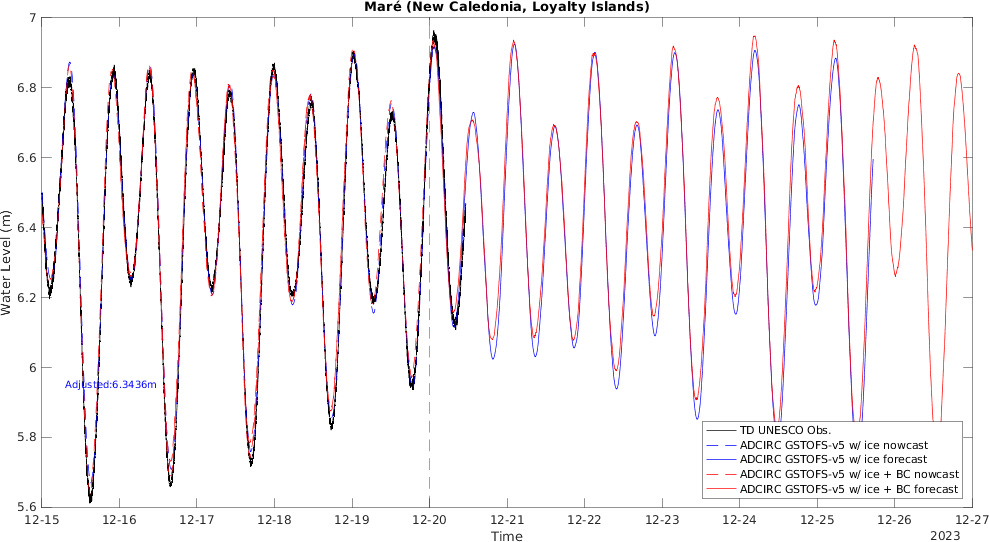 Maré (New Caledonia, Loyalty Islands)
Water Level (m)
7
6.8
6.6
6.4
6.2
6
5.8
5.6
Adjusted:6.3436m
TD UNESCO Obs.
ADCIRC GSTOFS-v5 w/ ice nowcast
ADCIRC GSTOFS-v5 w/ ice forecast
ADCIRC GSTOFS-v5 w/ ice + BC nowcast
ADCIRC GSTOFS-v5 w/ ice + BC forecast
12-15 12-16 12-17 12-18 12-19 12-20 12-21 12-22 12-23 12-24 12-25 12-26 12-27
Time
2023